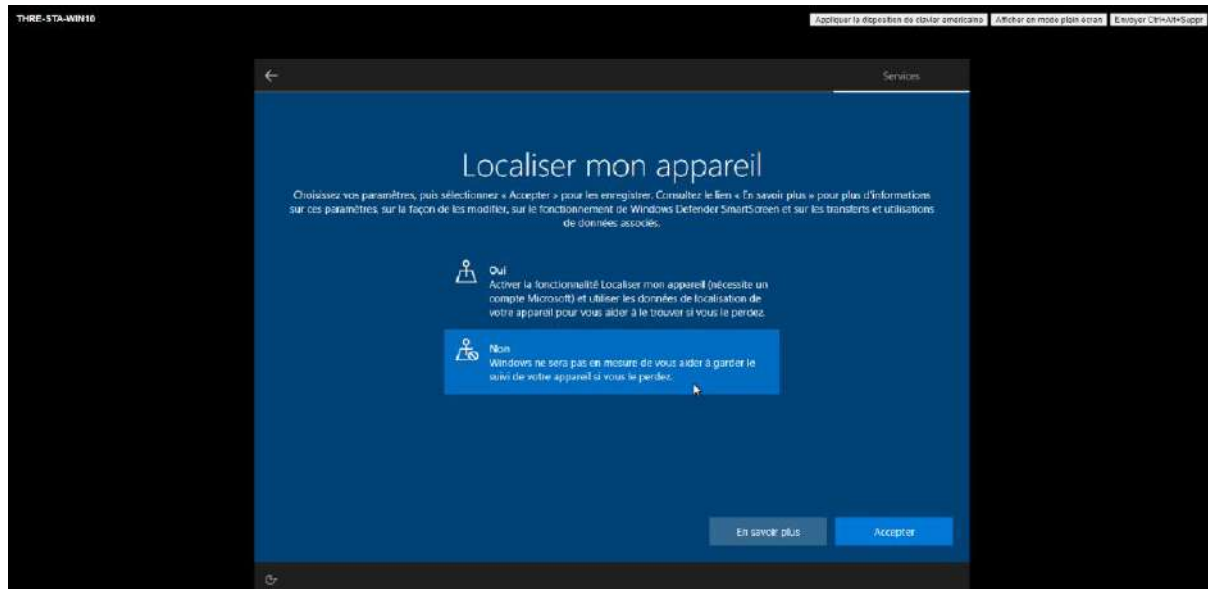 THRE-STA-WIN10
Appliquer la disposition de clavier américaine Afficher en mode plein écran Envoyer Ctrl+Alt+Suppr
Services
Localiser mon appareil
Choisissez vos paramètres, puis sélectionnez « Accepter » pour les enregistrer. Consultez le lien « En savoir plus » pour plus d'informations
sur ces paramètres, sur la façon de les modifier, sur le fonctionnement de Windows Defender SmartScreen et sur les transferts et utilisations
de données associés.
Oui
Activer la fonctionnalité Localiser mon appareil (nécessite un
compte Microsoft) et utiliser les données de localisation de
votre appareil pour vous aider à le trouver si vous le perdez.
Non
Windows ne sera pas en mesure de vous aider à garder le
suivi de votre appareil si vous le perdez.
En savoir plus
Accepter